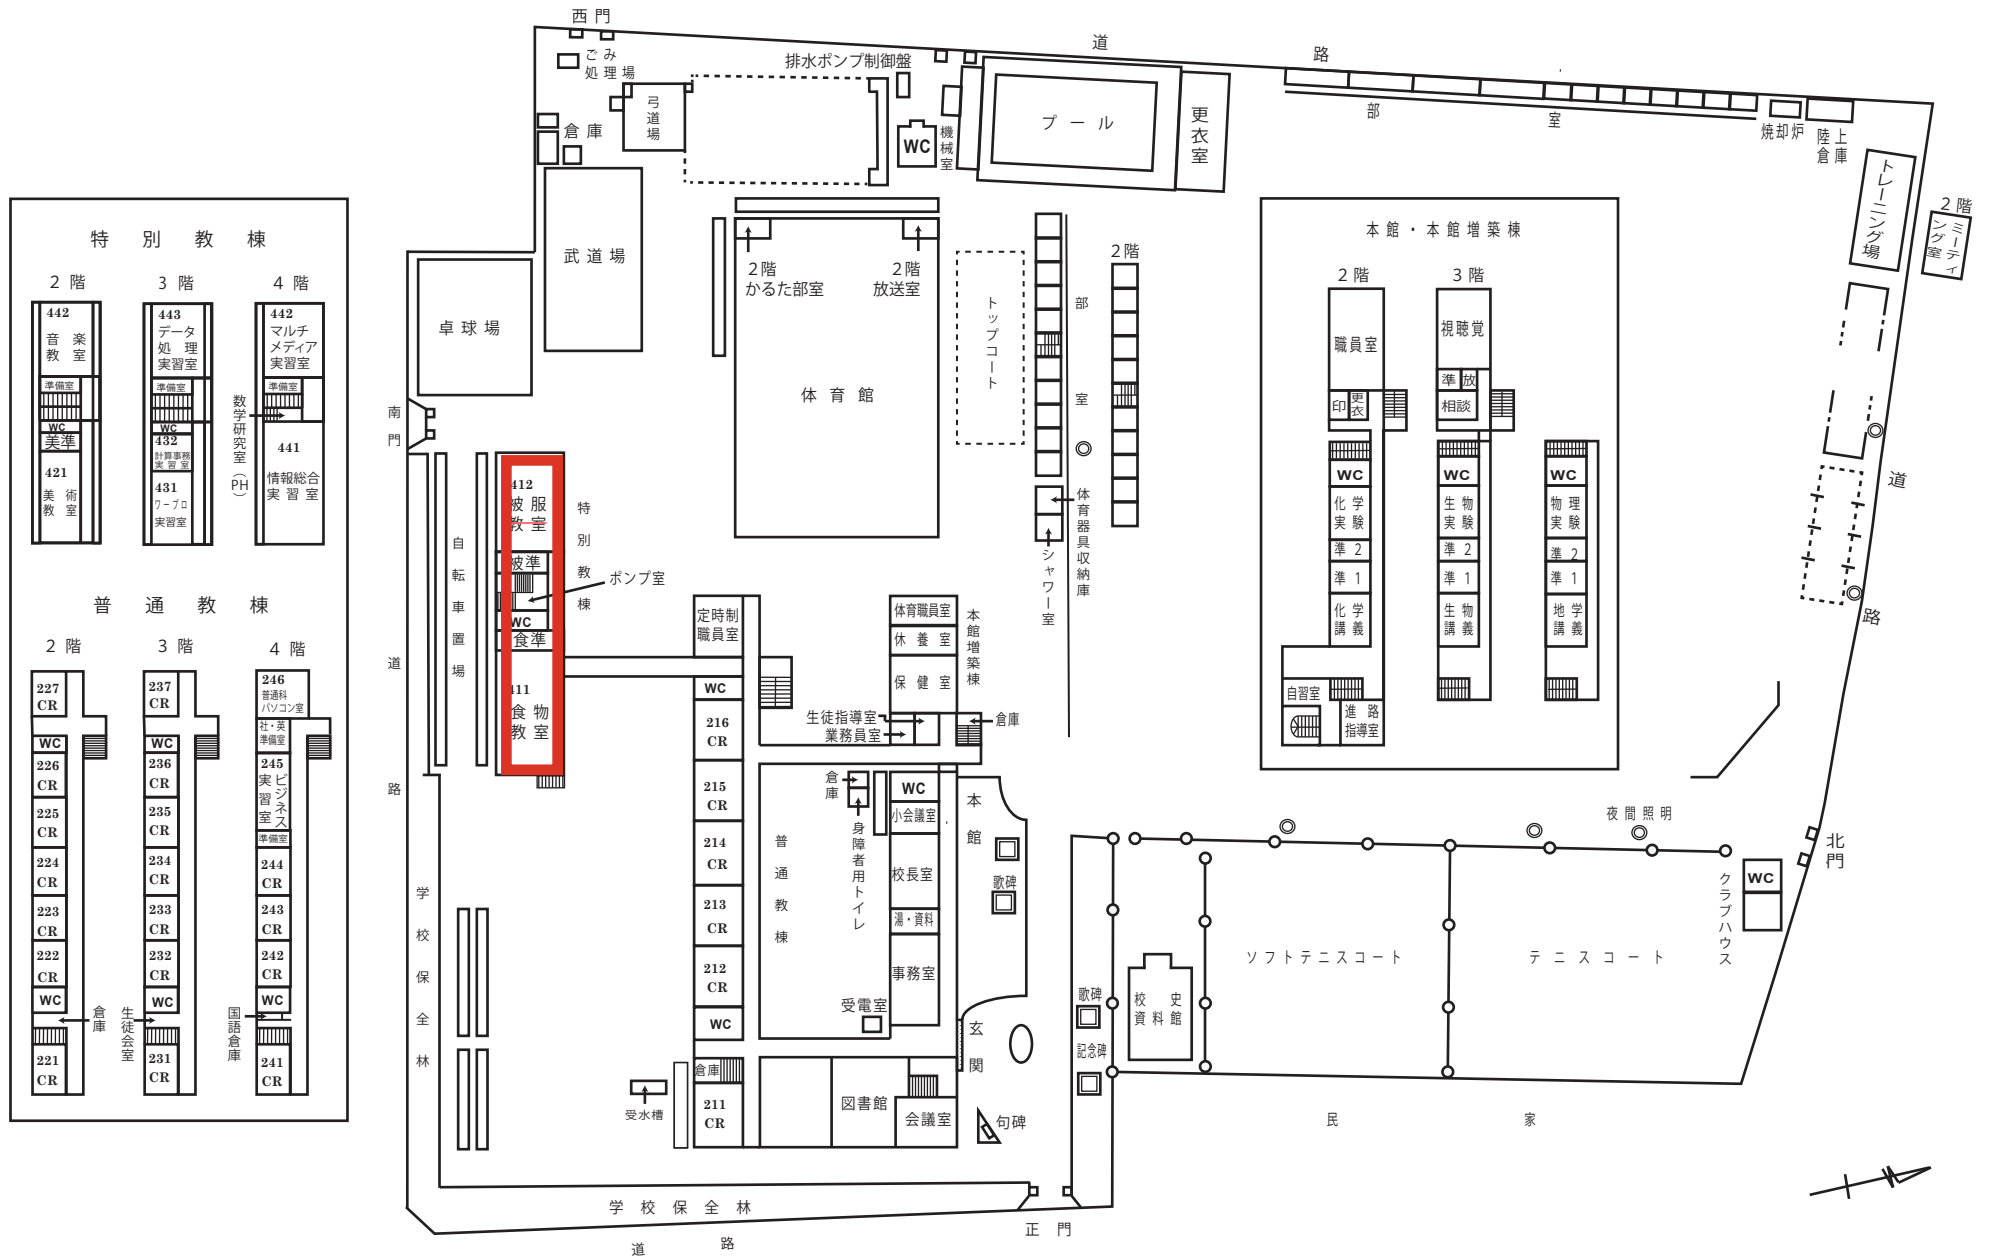 西門
ごみ
処理場
排水ポンプ制御盤
道
路
弓道場
倉庫
WC
機械室
プール
更衣室
部
室
焼却炉
陸上
倉庫
トレーニング場
2階
ミーティング室
武道場
卓球場
2階
かるた部室
2階
放送室
体育館
トップコート
部
室
2階
体育器具収納庫
シャワー室
南門
道
路
自転車置場
特別教棟
412
被服
教室
被準
ポンプ室
WC
食準
411
食物
教室
特別教棟
2階
442
音楽
教室
準備室
WC
美準
421
美術
教室
3階
443
データ
処理
実習室
準備室
WC
432
計算事務
実習室
431
ワープロ
実習室
4階
442
マルチ
メディア
実習室
準備室
数学研究室(PH)
441
情報総合
実習室
普通教棟
2階
227
CR
WC
226
CR
225
CR
224
CR
223
CR
222
CR
WC
倉庫
221
CR
3階
237
CR
WC
236
CR
235
CR
234
CR
233
CR
232
CR
WC
生徒会室
231
CR
4階
246
普通科
パソコン室
社・英
準備室
245
ビジネス
実習室
準備室
244
CR
243
CR
242
CR
WC
国語倉庫
241
CR
定時制
職員室
WC
216
CR
215
CR
214
CR
213
CR
212
CR
WC
倉庫
211
CR
普通教棟
体育職員室
休養室
保健室
本館増築棟
生徒指導室
業務員室
倉庫
倉庫
身障者用トイレ
WC
小会議室
校長室
湯・資料
事務室
受電室
本館
歌碑
玄関
図書館
会議室
句碑
受水槽
学校保全林
学校保全林
道
路
正門
本館・本館増築棟
2階
職員室
印
更衣
WC
化学
実験
準2
準1
化学
講義
自習室
進路
指導室
3階
視聴覚
準
放
相談
WC
生物
実験
準2
準1
生物
講義
WC
物理
実験
準2
準1
地学
講義
道
路
夜間照明
北門
WC
クラブハウス
ソフトテニスコート
テニスコート
歌碑
記念碑
校史
資料館
民家